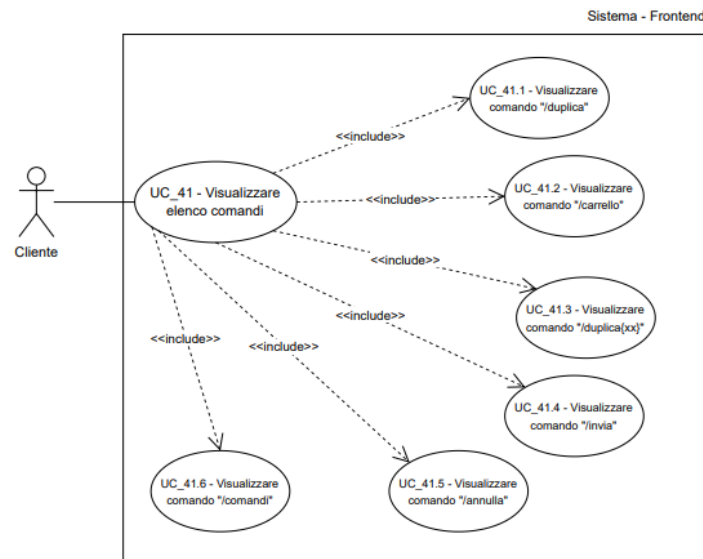 Sistema - Frontend
UC_41.1 - Visualizzare
comando "/duplica"
<<include>>
UC_41 - Visualizzare
elenco comandi
<<include>>
UC_41.2 - Visualizzare
comando "/carrello"
Cliente
<<include>>
UC_41.3 - Visualizzare
comando "/duplica{xx}"
<<include>>
<<include>>
<<include>>
UC_41.4 - Visualizzare
comando "/invia"
UC_41.6 - Visualizzare
comando "/comandi"
UC_41.5 - Visualizzare
comando "/annulla"